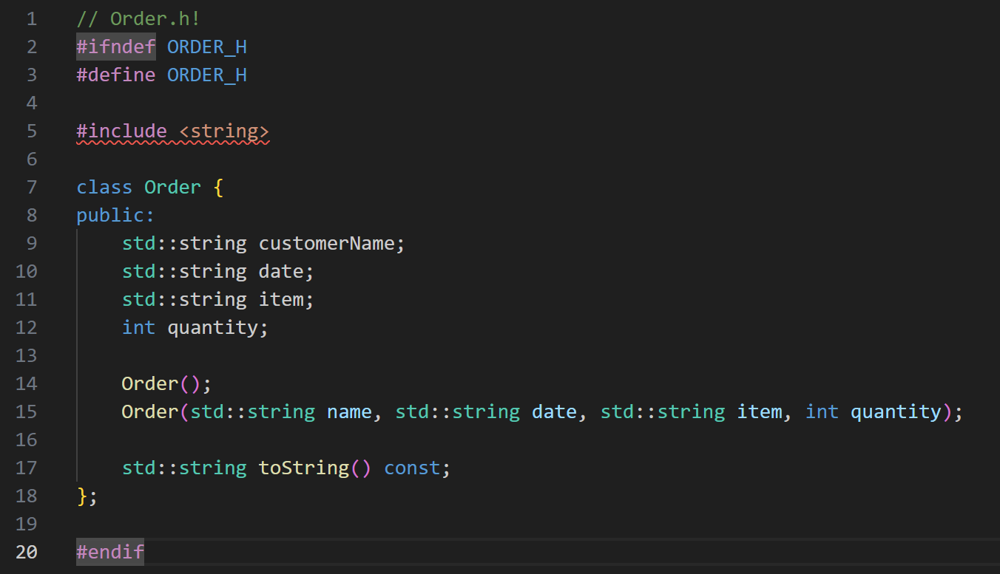 1 // Order.h!
2 #ifndef ORDER_H
3 #define ORDER_H
4
5 #include <string>
6
7 class Order {
8 public:
9     std::string customerName;
10     std::string date;
11     std::string item;
12     int quantity;
13
14     Order();
15     Order(std::string name, std::string date, std::string item, int quantity);
16
17     std::string toString() const;
18 };
19
20 #endif